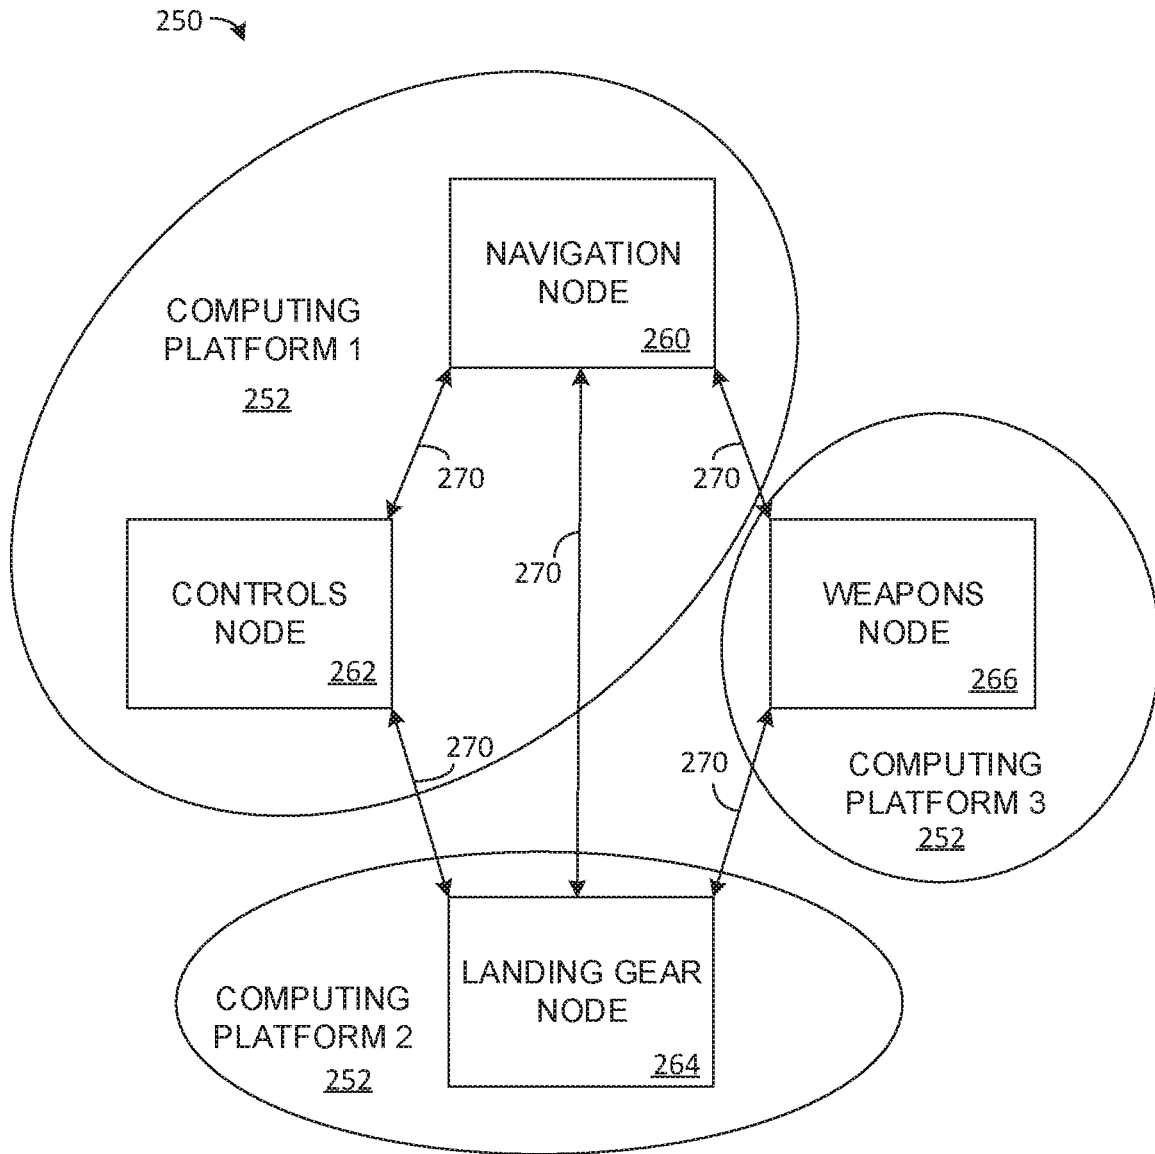 250
NAVIGATION
NODE
260
COMPUTING
PLATFORM 1
252
270
270
270
CONTROLS
NODE
262
WEAPONS
NODE
266
270
270
COMPUTING
PLATFORM 3
252
LANDING GEAR
NODE
264
COMPUTING
PLATFORM 2
252